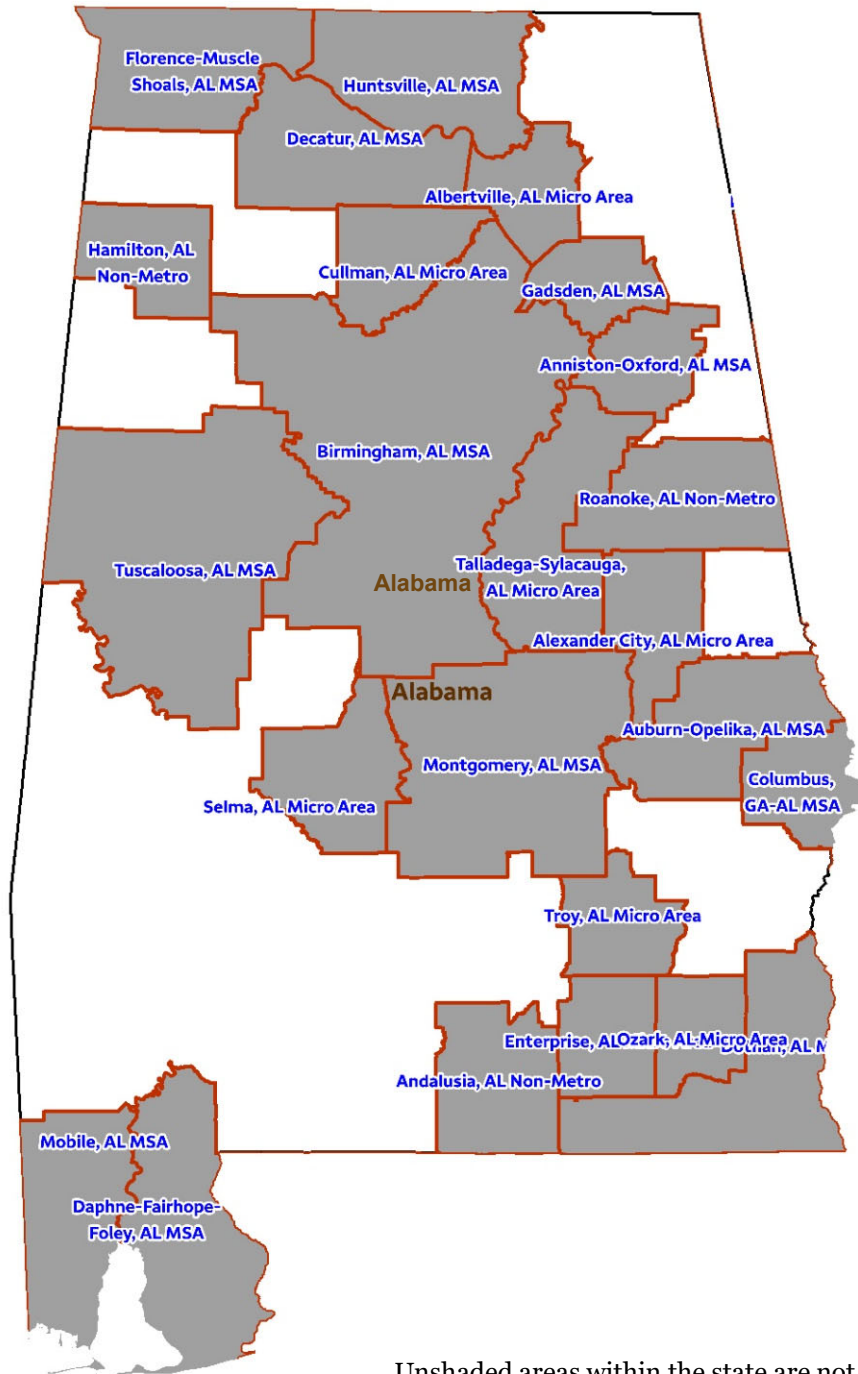 Florence-Muscle
Shoals, AL MSA
Huntsville, AL MSA
Decatur, AL MSA
Albertville, AL Micro Area
Hamilton, AL
Non-Metro
Cullman, AL Micro Area
Gadsden, AL MSA
Anniston-Oxford, AL MSA
Birmingham, AL MSA
Roanoke, AL Non-Metro
Tuscaloosa, AL MSA
Talladega-Sylacauga,
AL Micro Area
Alabama
Alexander City, AL Micro Area
Alabama
Auburn-Opelika, AL MSA
Montgomery, AL MSA
Columbus,
GA-AL MSA
Selma, AL Micro Area
Troy, AL Micro Area
Enterprise, AL
Ozark, AL Micro Area
AL M
Andalusia, AL Non-Metro
Mobile, AL MSA
Daphne-Fairhope-
Foley, AL MSA
Unshaded areas within the state are not